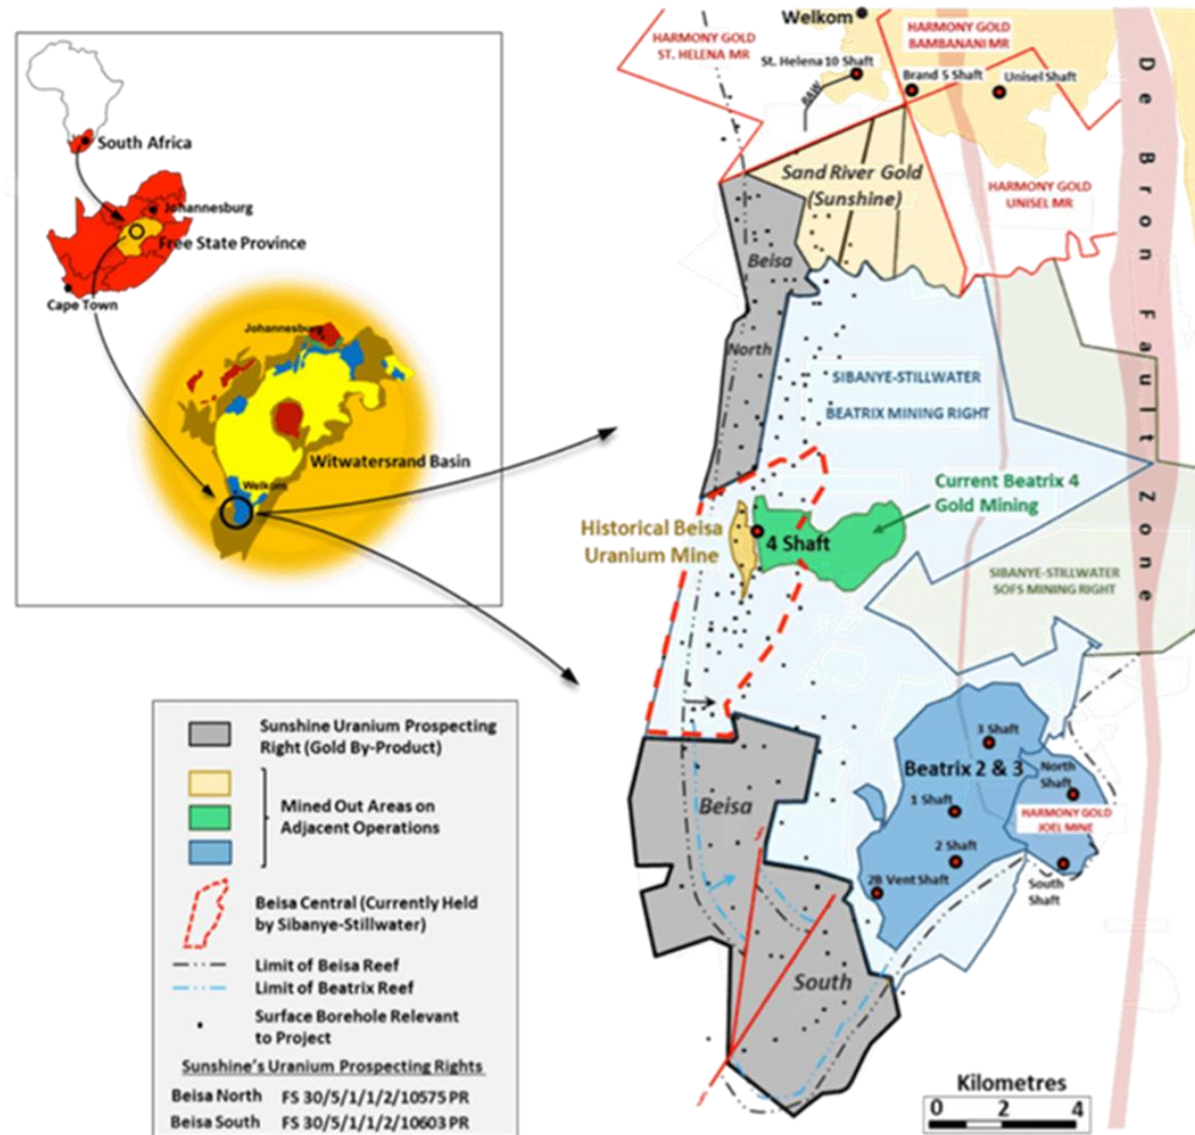 South Africa
Johannesburg
Free State Province
Cape Town
Johannesburg
Witwatersrand Basin
Welkom
Sunshine Uranium Prospecting
Right (Gold By-Product)
Mined Out Areas on
Adjacent Operations
Beisa Central (Currently Held
by Sibanye-Stillwater)
Limit of Beisa Reef
Limit of Beatrix Reef
Surface Borehole Relevant
to Project
Sunshine's Uranium Prospecting Rights
Beisa North FS 30/5/1/1/2/10575 PR
Beisa South FS 30/5/1/1/2/10603 PR
Welkom
HARMONY GOLD
ST. HELENA MR
HARMONY GOLD
BAMBANANI MR
St. Helena 10 Shaft
Brand 5 Shaft
Unisel Shaft
BAW
Sand River Gold
(Sunshine)
HARMONY GOLD
UNISEL MR
De Bron Fault Zone
Beisa
North
SIBANYE-STILLWATER
BEATRIX MINING RIGHT
Current Beatrix 4
Gold Mining
Historical Beisa
Uranium Mine
4 Shaft
SIBANYE-STILLWATER
SOFS MINING RIGHT
3 Shaft
Beatrix 2 & 3
North
Shaft
1 Shaft
HARMONY GOLD
JOEL MINE
2 Shaft
2B Vent Shaft
South
Shaft
Beisa
South
Kilometres
0 2 4